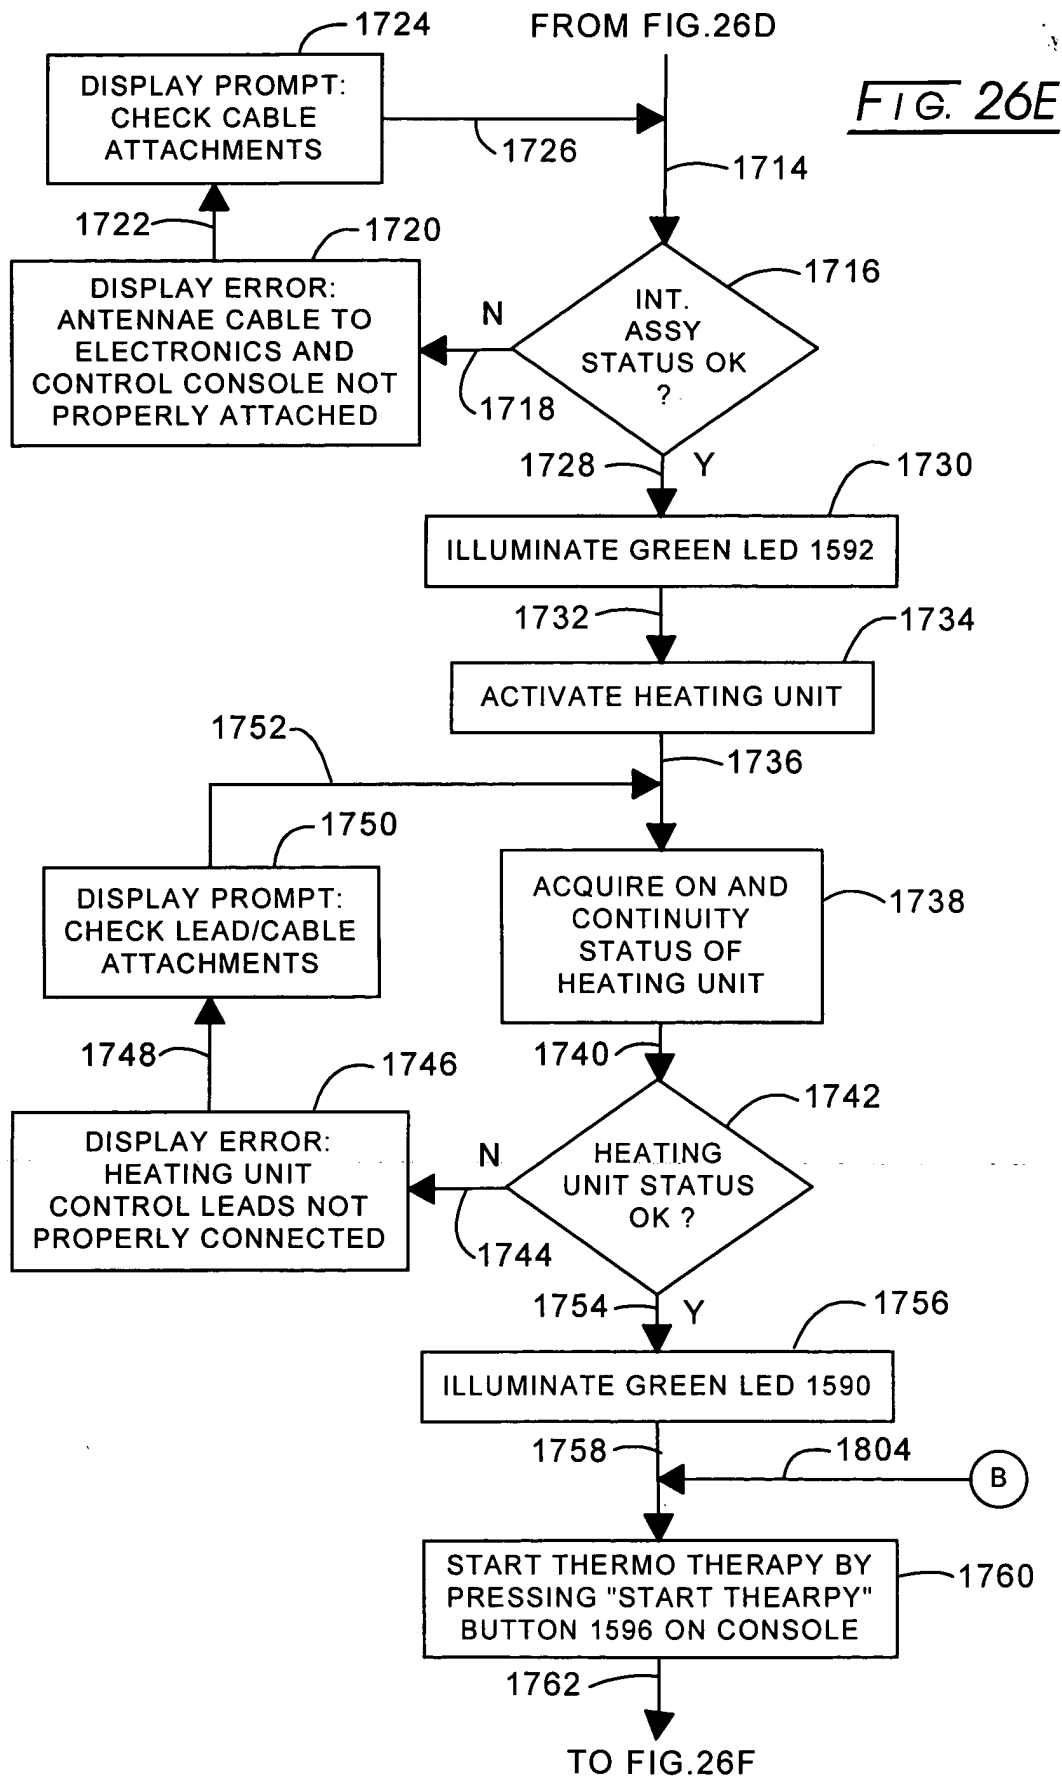 FROM FIG.26D
FIG. 26E
1724
DISPLAY PROMPT:
CHECK CABLE
ATTACHMENTS
1726
1714
1722
1720
DISPLAY ERROR:
ANTENNAE CABLE TO
ELECTRONICS AND
CONTROL CONSOLE NOT
PROPERLY ATTACHED
N
1718
1716
INT.
ASSY
STATUS OK
?
1728
Y
1730
ILLUMINATE GREEN LED 1592
1732
1734
ACTIVATE HEATING UNIT
1752
1736
1750
DISPLAY PROMPT:
CHECK LEAD/CABLE
ATTACHMENTS
ACQUIRE ON AND
CONTINUITY
STATUS OF
HEATING UNIT
1738
1748
1746
1740
1742
DISPLAY ERROR:
HEATING UNIT
CONTROL LEADS NOT
PROPERLY CONNECTED
N
1744
HEATING
UNIT STATUS
OK ?
1754
Y
1756
ILLUMINATE GREEN LED 1590
1758
1804
B
START THERMO THERAPY BY
PRESSING "START THEARPY"
BUTTON 1596 ON CONSOLE
1760
1762
TO FIG.26F